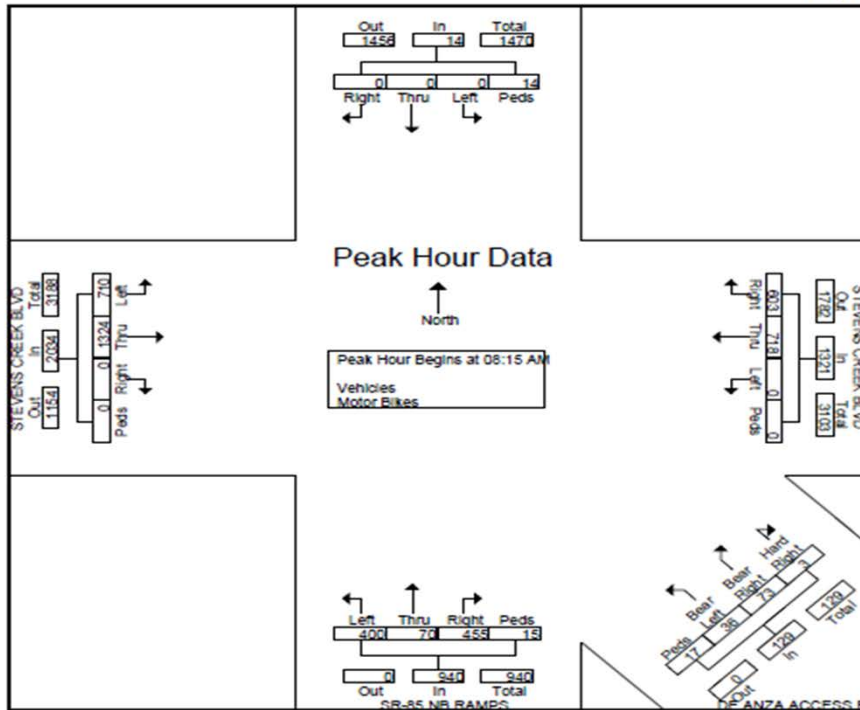 Out In Total
1456 14 1470
0 0 0 14
Right Thru Left Peds
Peak Hour Data
North
Peak Hour Begins at 08:15 AM
Vehicles
Motor Bikes
STEVENS CREEK BLVD
Out In Total
1154 2034 3188
0 0 1324 710
Peds Right Thru Left
Right Thru Left Peds
603 718 0 0
1782 1321 3103
Out In Total
STEVENS CREEK BLVD
Left Thru Right Peds
400 70 455 15
0 940 940
Out In Total
SR-85 NB RAMPS
Peds Bear Left Bear Right Hard Right
17 36 73 3
0 129 129
Out In Total
DE ANZA ACCESS